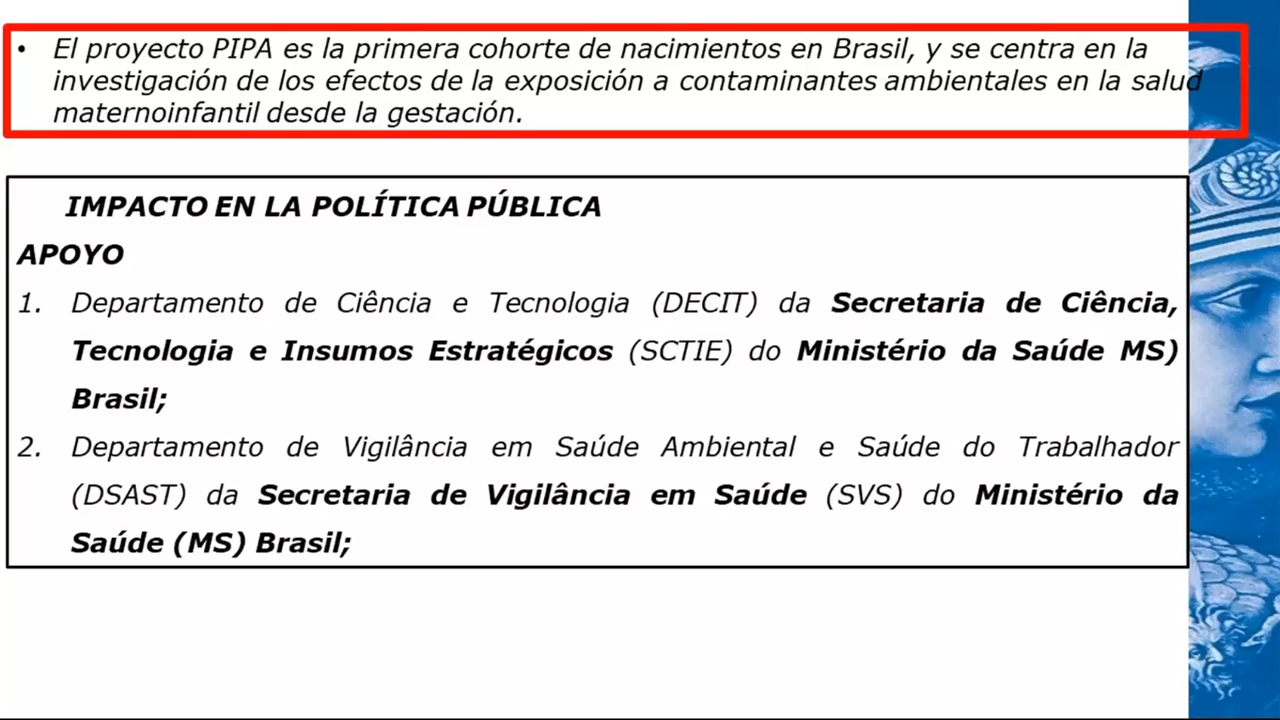 • El proyecto PIPA es la primera cohorte de nacimientos en Brasil, y se centra en la
investigación de los efectos de la exposición a contaminantes ambientales en la salud
maternoinfantil desde la gestación.
IMPACTO EN LA POLÍTICA PÚBLICA
APOYO
1. Departamento de Ciência e Tecnologia (DECIT) da Secretaria de Ciência,
Tecnologia e Insumos Estratégicos (SCTIE) do Ministério da Saúde MS)
Brasil;
2. Departamento de Vigilância em Saúde Ambiental e Saúde do Trabalhador
(DSAST) da Secretaria de Vigilância em Saúde (SVS) do Ministério da
Saúde (MS) Brasil;